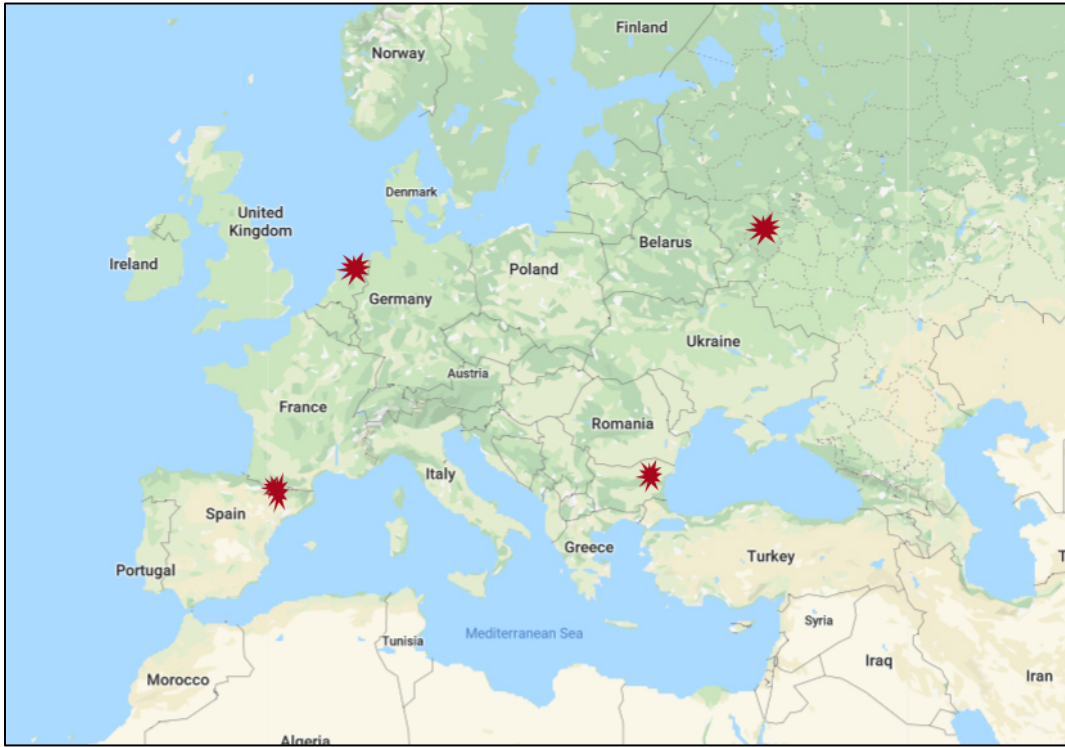 Finland
Norway
Denmark
United
Kingdom
Ireland
Belarus
Poland
Germany
Ukraine
Austria
France
Romania
Italy
Spain
Greece
Turkey
Portugal
Syria
Mediterranean Sea
Tunisia
Iraq
Morocco
Iran
Algeria
T